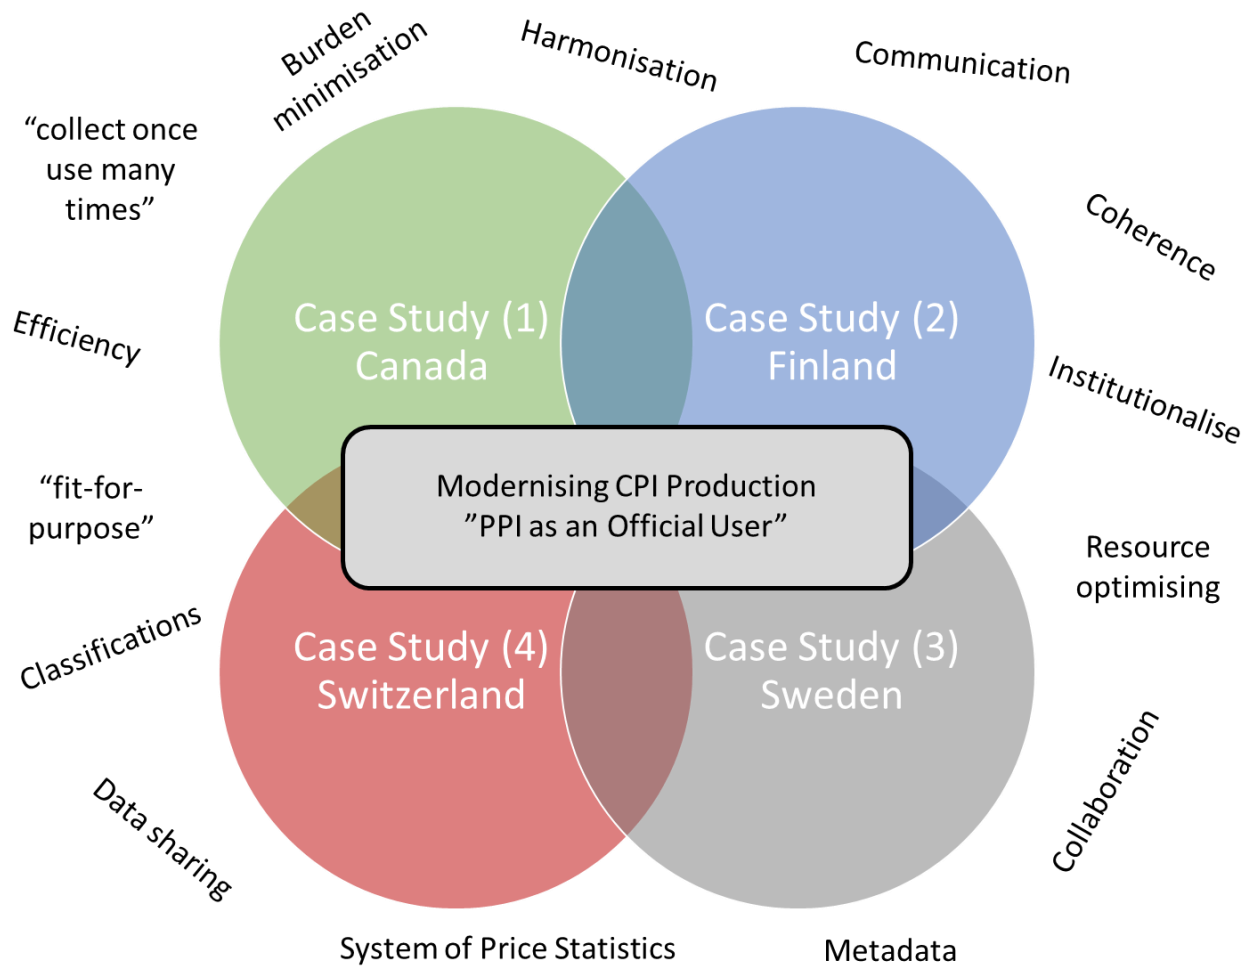 Burden
minimisation
Harmonisation
Communication
“collect once
use many
times”
Coherence
Efficiency
Case Study (1)
Canada
Case Study (2)
Finland
Institutionalise
“fit-for-
purpose”
Modernising CPI Production
”PPI as an Official User”
Resource
optimising
Classifications
Case Study (4)
Switzerland
Case Study (3)
Sweden
Collaboration
Data sharing
System of Price Statistics
Metadata